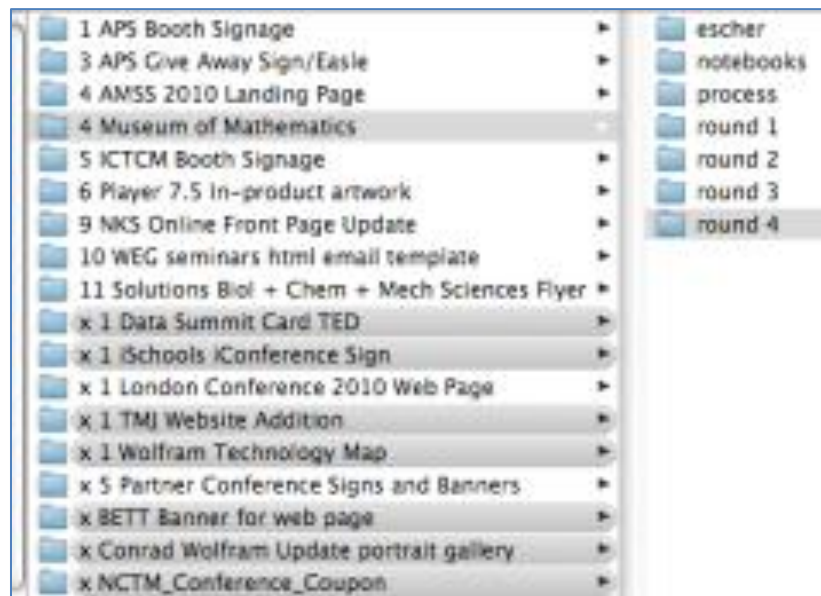 1 APS Booth Signage
3 APS Give Away Sign/Easle
4 AMSS 2010 Landing Page
4 Museum of Mathematics
5 ICTCM Booth Signage
6 Player 7.5 In-product artwork
9 NKS Online Front Page Update
10 WEG seminars html email template
11 Solutions Biol + Chem + Mech Sciences Flyer
x 1 Data Summit Card TED
x 1 iSchools iConference Sign
x 1 London Conference 2010 Web Page
x 1 TMJ Website Addition
x 1 Wolfram Technology Map
x 5 Partner Conference Signs and Banners
x BETT Banner for web page
x Conrad Wolfram Update portrait gallery
x NCTM_Conference_Coupon
escher
notebooks
process
round 1
round 2
round 3
round 4